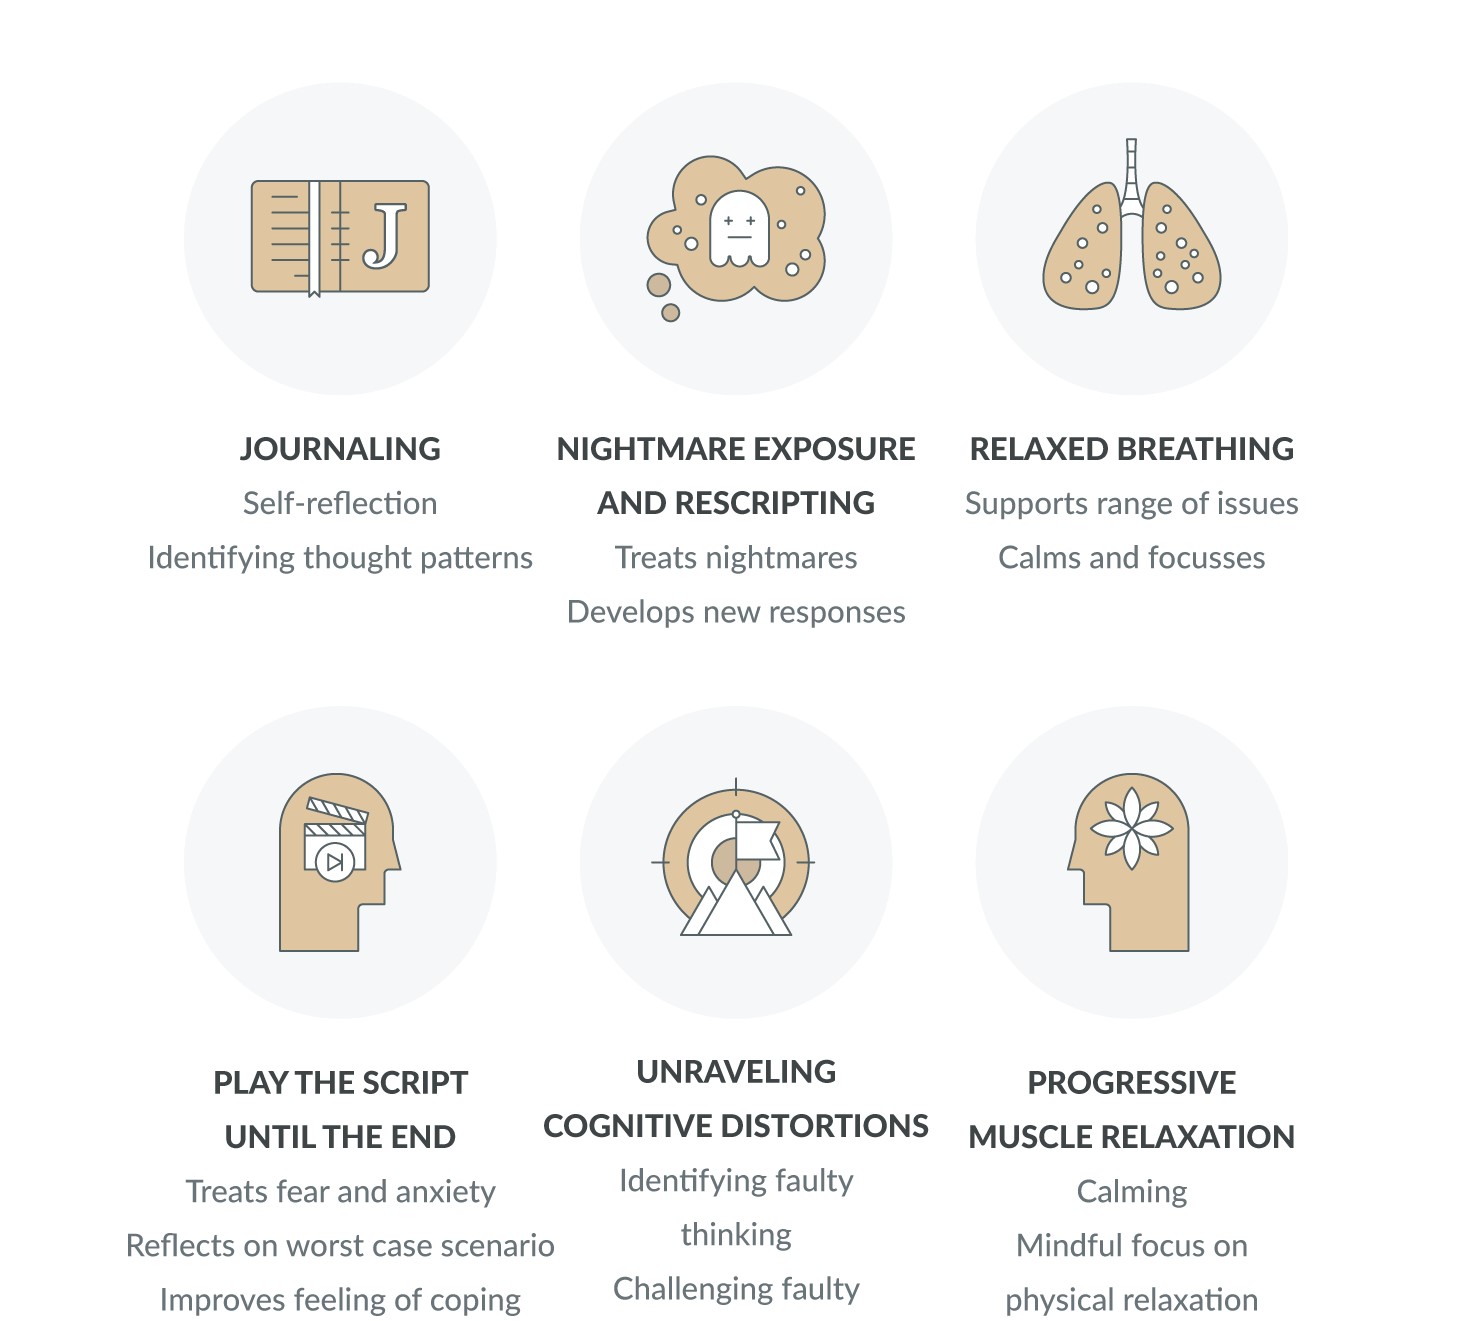 J
JOURNALING
Self-reflection
Identifying thought patterns
NIGHTMARE EXPOSURE
AND RESCRIPTING
Treats nightmares
Develops new responses
RELAXED BREATHING
Supports range of issues
Calms and focusses
PLAY THE SCRIPT
UNTIL THE END
Treats fear and anxiety
Reflects on worst case scenario
Improves feeling of coping
UNRAVELING
COGNITIVE DISTORTIONS
Identifying faulty
thinking
Challenging faulty
PROGRESSIVE
MUSCLE RELAXATION
Calming
Mindful focus on
physical relaxation